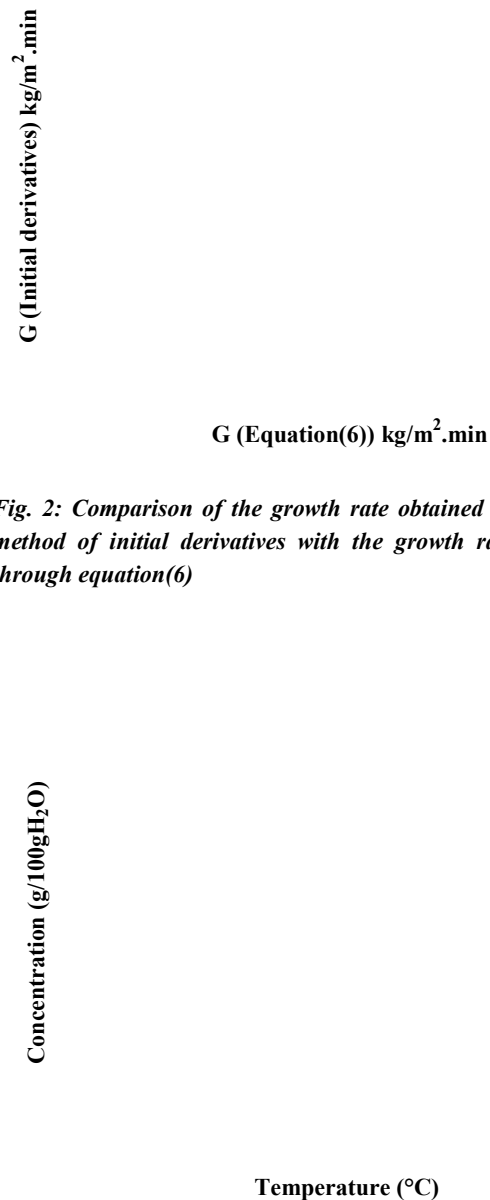 G (Initial derivatives) kg/m².min
G (Equation(6)) kg/m².min
Fig. 2: Comparison of the growth rate obtained
method of initial derivatives with the growth
through equation(6)
Concentration (g/100gH₂O)
Temperature (°C)